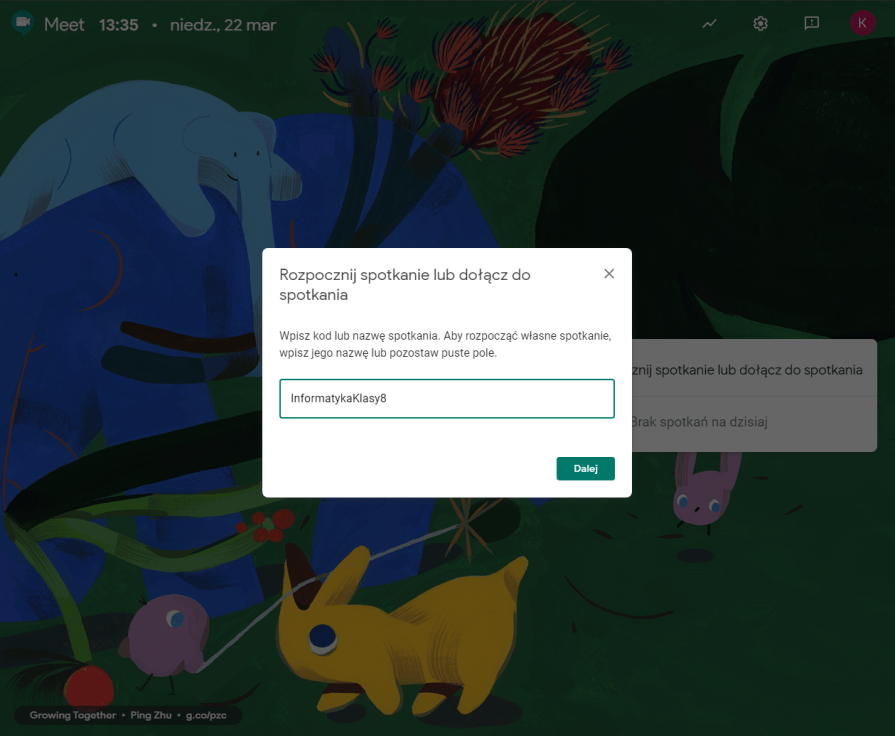 Meet 13:35 • niedz., 22 mar
K
Rozpocznij spotkanie lub dołącz do
spotkania
Wpisz kod lub nazwę spotkania. Aby rozpocząć własne spotkanie,
wpisz jego nazwę lub pozostaw puste pole.
InformatykaKlasy8
Dalej
znij spotkanie lub dołącz do spotkania
Brak spotkań na dzisiaj
Growing Together • Ping Zhu • g.co/pzc